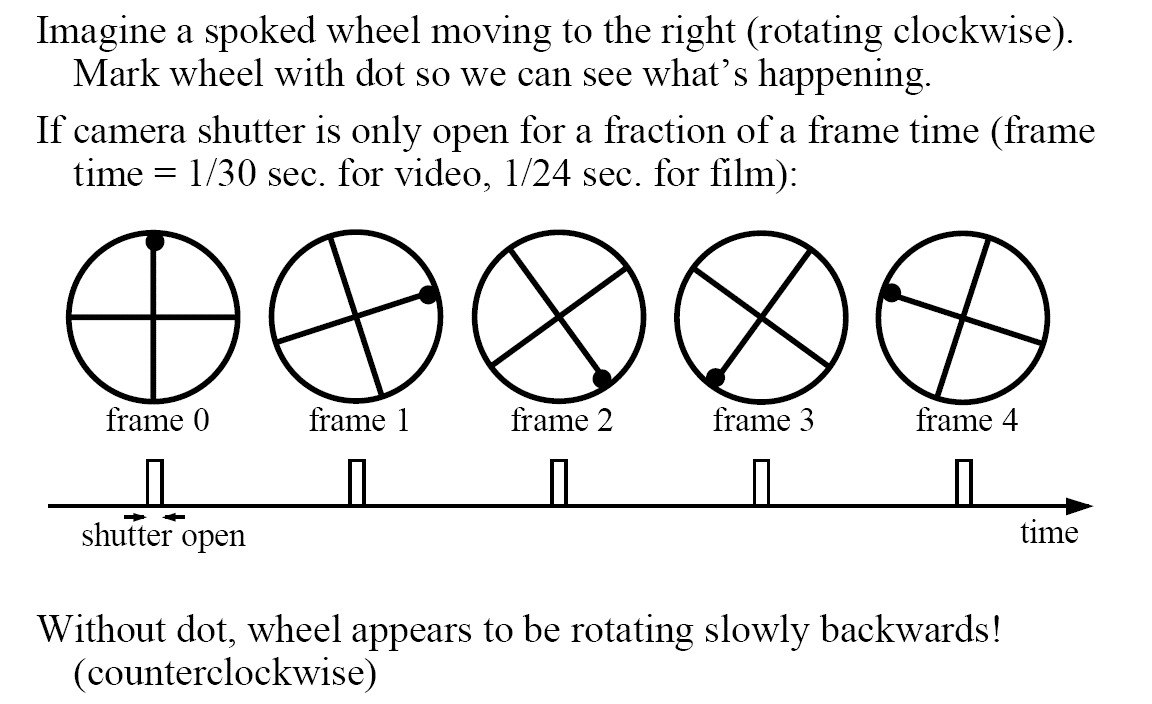 Imagine a spoked wheel moving to the right (rotating clockwise).
Mark wheel with dot so we can see what’s happening.
If camera shutter is only open for a fraction of a frame time (frame
time = 1/30 sec. for video, 1/24 sec. for film):
frame 0
frame 1
frame 2
frame 3
frame 4
shutter open
time
Without dot, wheel appears to be rotating slowly backwards!
(counterclockwise)